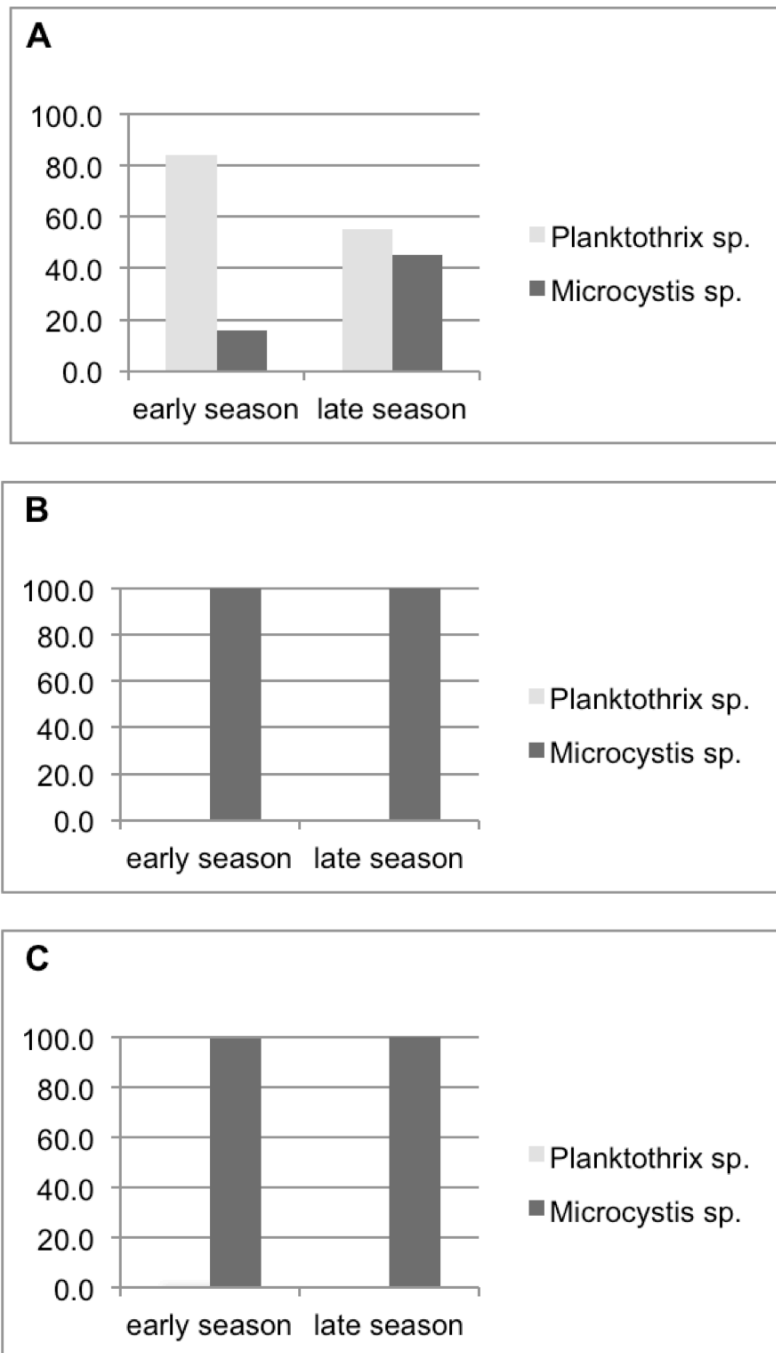 A
100.0
80.0
60.0
40.0
20.0
0.0
early season late season
Planktothrix sp.
Microcystis sp.
B
100.0
80.0
60.0
40.0
20.0
0.0
early season late season
Planktothrix sp.
Microcystis sp.
C
100.0
80.0
60.0
40.0
20.0
0.0
early season late season
Planktothrix sp.
Microcystis sp.